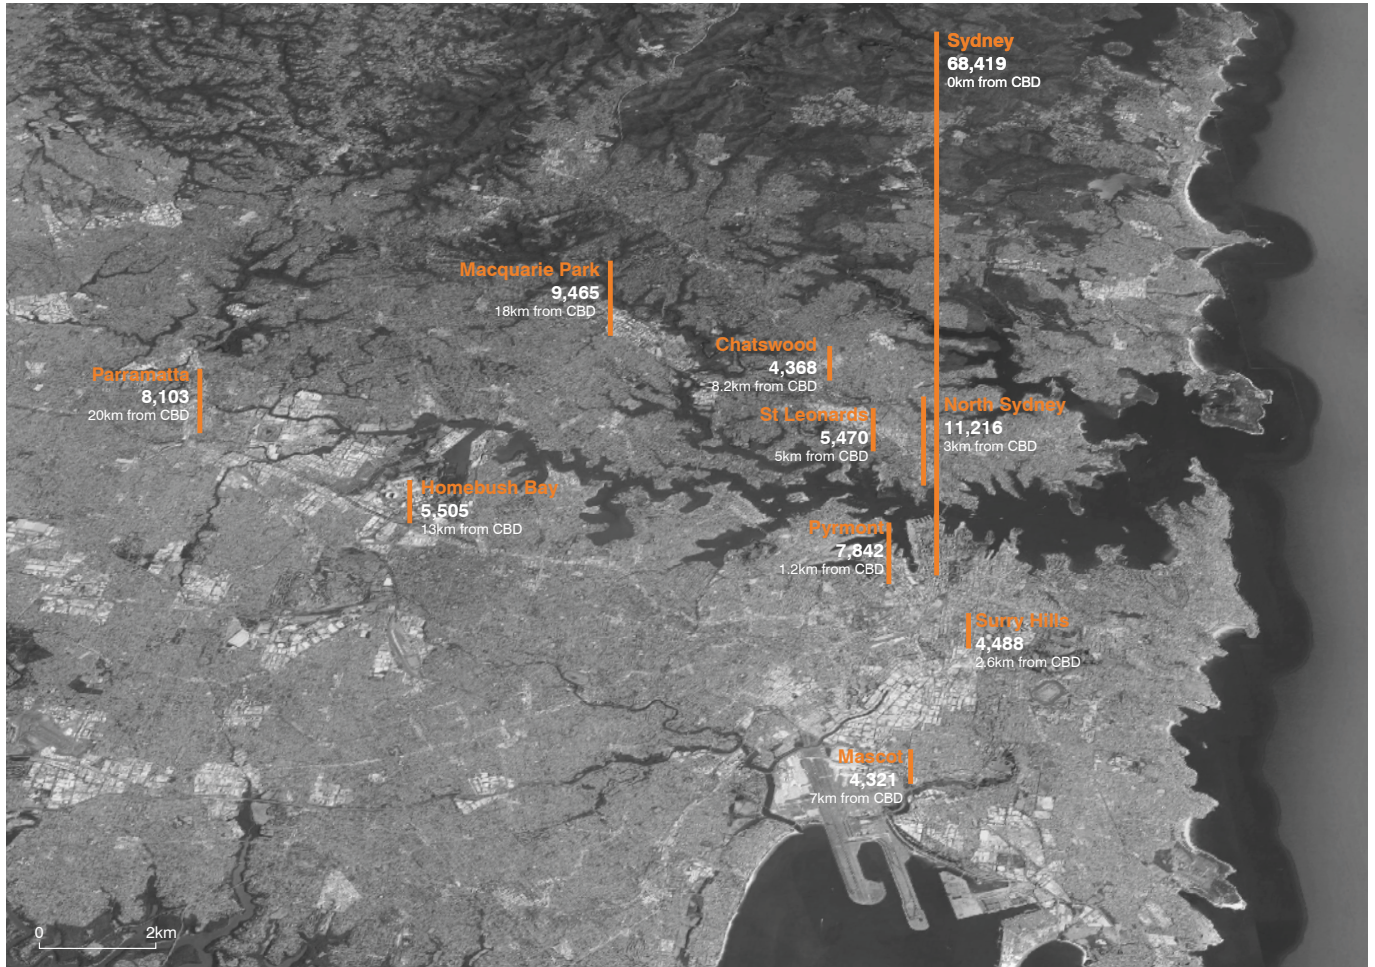 Sydney
68,419
0km from CBD
Macquarie Park
9,465
18km from CBD
Chatswood
4,368
8.2km from CBD
Parramatta
8,103
20km from CBD
North Sydney
11,216
3km from CBD
St Leonards
5,470
5km from CBD
Homebush Bay
5,505
13km from CBD
Pyrmont
7,842
1.2km from CBD
Surry Hills
4,488
2.6km from CBD
Mascot
4,321
7km from CBD
0 2km